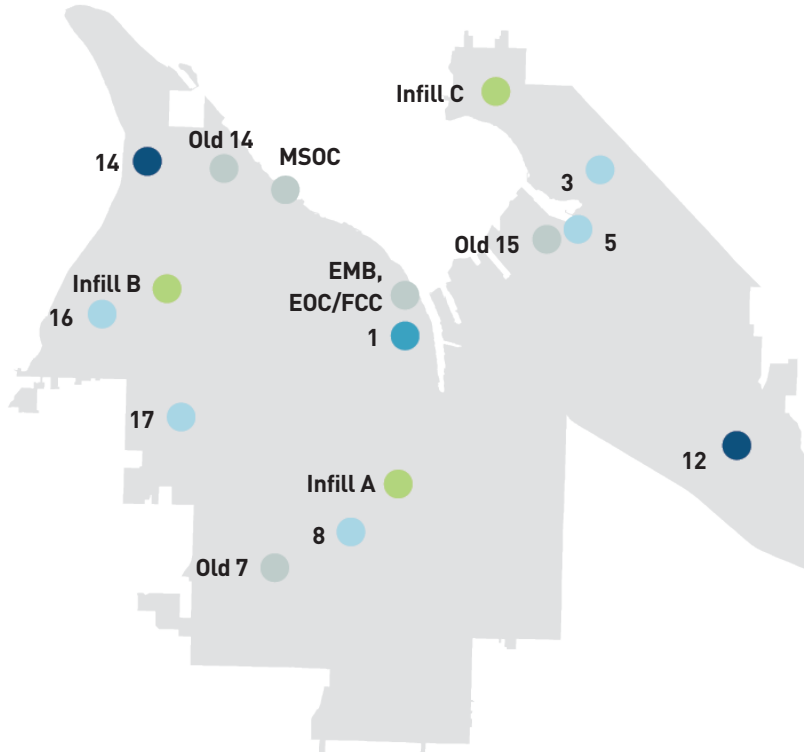 Infill C
Old 14
MSOC
14
3
Old 15
5
EMB,
EOC/FCC
Infill B
16
1
17
12
Infill A
8
Old 7